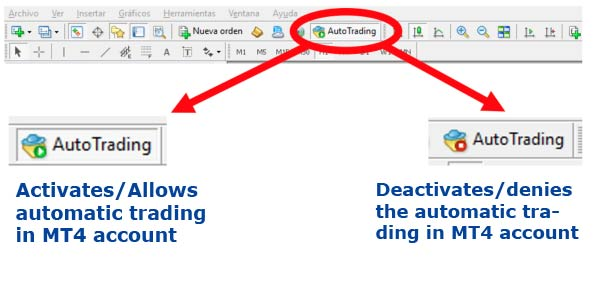 Archivo Ver Insertar Gráficos Herramientas Ventana Ayuda
Nueva orden AutoTrading
A T M1 M5 MN
AutoTrading
AutoTrading
Activates/Allows
automatic trading
in MT4 account
Deactivates/denies
the automatic tra-
ding in MT4 account